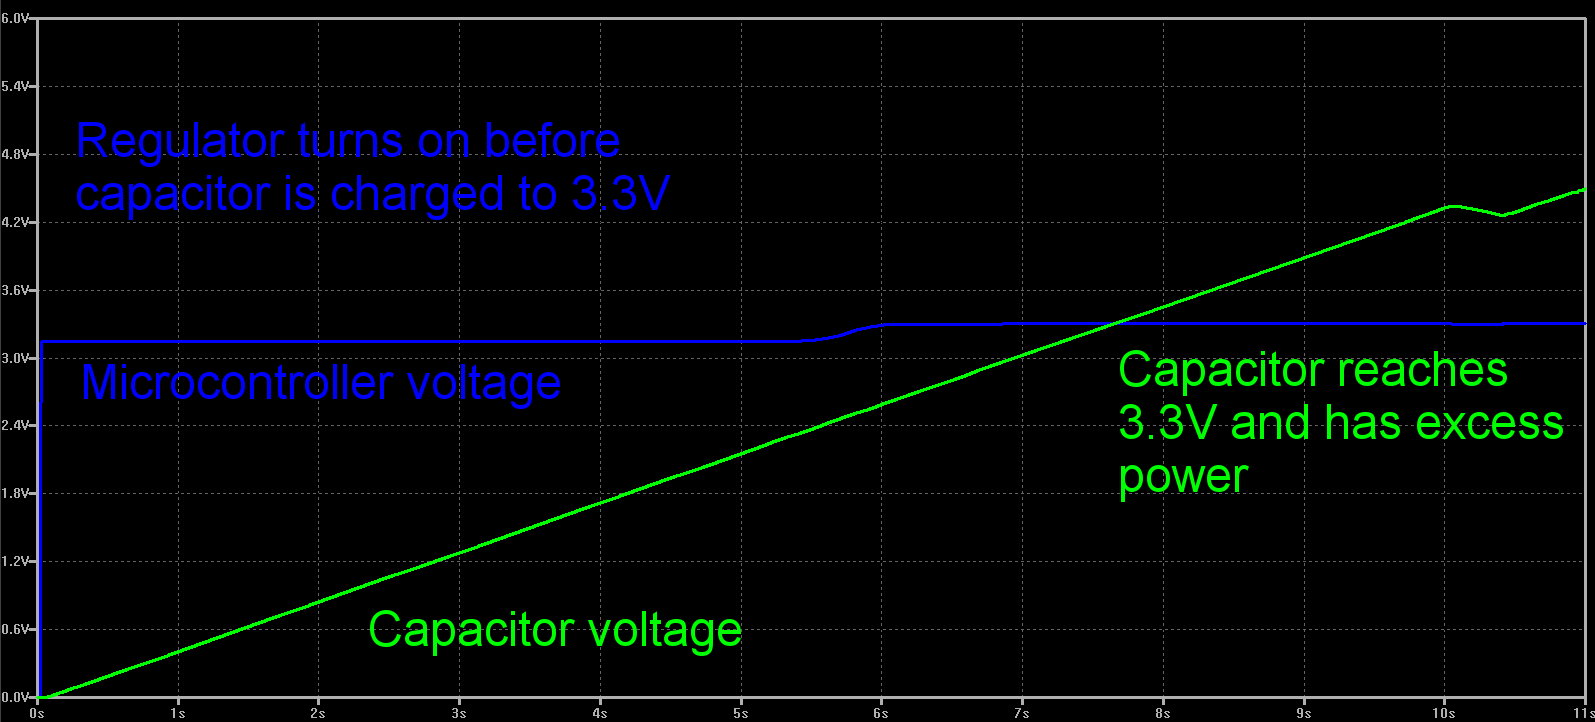 6.0V
5.4V
4.8V
4.2V
3.6V
3.0V
2.4V
1.8V
1.2V
0.6V
0.0V
Regulator turns on before
capacitor is charged to 3.3V
Microcontroller voltage
Capacitor reaches
3.3V and has excess
power
Capacitor voltage
0s 1s 2s 3s 4s 5s 6s 7s 8s 9s 10s 11s